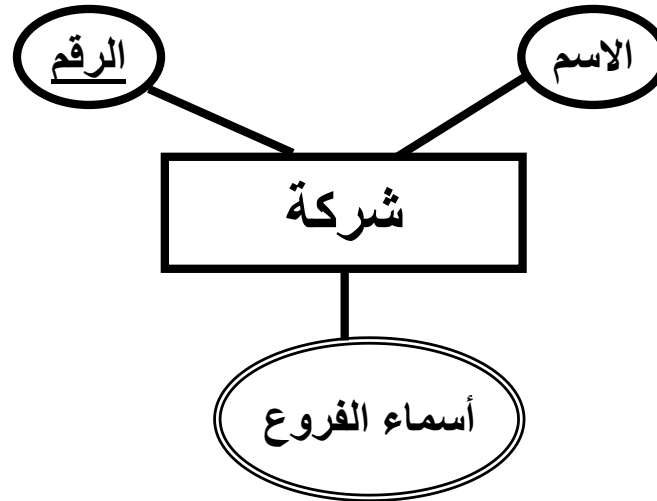 الاسم
الرقم
شركة
أسماء الفروع